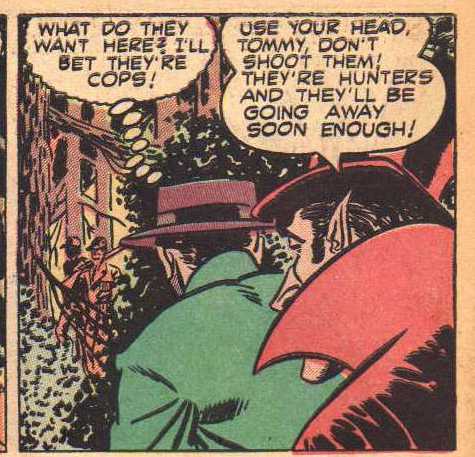 WHAT DO THEY
WANT HERE? I'LL
BET THEY'RE
COPS!
USE YOUR HEAD,
TOMMY, DON'T
SHOOT THEM!
THEY'RE HUNTERS
AND THEY'LL BE
GOING AWAY
SOON ENOUGH!